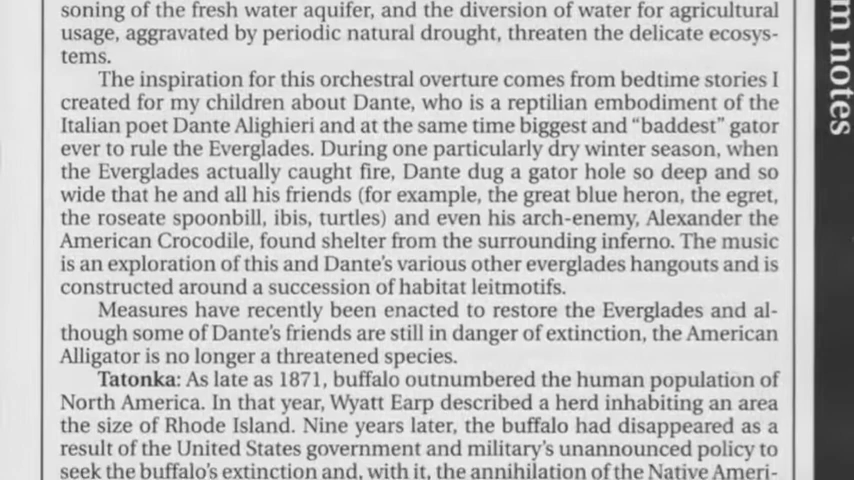 soning of the fresh water aquifer, and the diversion of water for agricultural
usage, aggravated by periodic natural drought, threaten the delicate ecosys-
tems.
The inspiration for this orchestral overture comes from bedtime stories I
created for my children about Dante, who is a reptilian embodiment of the
Italian poet Dante Alighieri and at the same time biggest and “baddest” gator
ever to rule the Everglades. During one particularly dry winter season, when
the Everglades actually caught fire, Dante dug a gator hole so deep and so
wide that he and all his friends (for example, the great blue heron, the egret,
the roseate spoonbill, ibis, turtles) and even his arch-enemy, Alexander the
American Crocodile, found shelter from the surrounding inferno. The music
is an exploration of this and Dante’s various other everglades hangouts and is
constructed around a succession of habitat leitmotifs.
Measures have recently been enacted to restore the Everglades and al-
though some of Dante’s friends are still in danger of extinction, the American
Alligator is no longer a threatened species.
Tatonka: As late as 1871, buffalo outnumbered the human population of
North America. In that year, Wyatt Earp described a herd inhabiting an area
the size of Rhode Island. Nine years later, the buffalo had disappeared as a
result of the United States government and military’s unannounced policy to
seek the buffalo’s extinction and, with it, the annihilation of the Native Ameri-
m notes